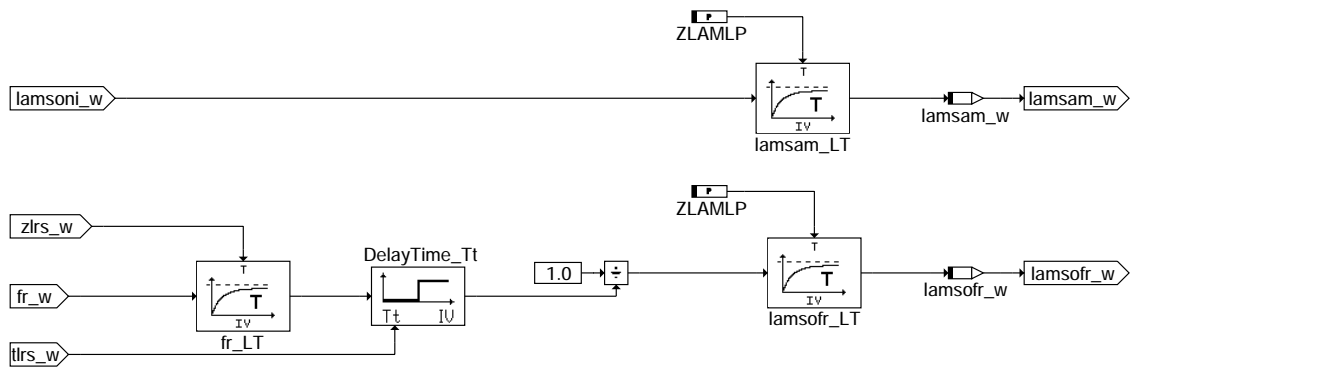 P
ZLAMLP
T
lamsoni_w
T
IV
lamsam_LT
lamsam_w
lamsam_w
P
ZLAMLP
zlrs_w
T
fr_w
T
IV
fr_LT
DelayTime_Tt
Tt IV
tlrs_w
1.0
÷
T
T
IV
lamsofr_LT
lamsofr_w
lamsofr_w